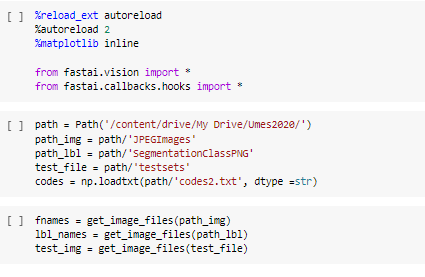 [ ] %reload_ext autoreload
%autoreload 2
%matplotlib inline
from fastai.vision import *
from fastai.callbacks.hooks import *
[ ] path = Path('/content/drive/My Drive/Umes2020/')
path_img = path/'JPEGImages'
path_lbl = path/'SegmentationClassPNG'
test_file = path/'testsets'
codes = np.loadtxt(path/'codes2.txt', dtype =str)
[ ] fnames = get_image_files(path_img)
lbl_names = get_image_files(path_lbl)
test_img = get_image_files(test_file)